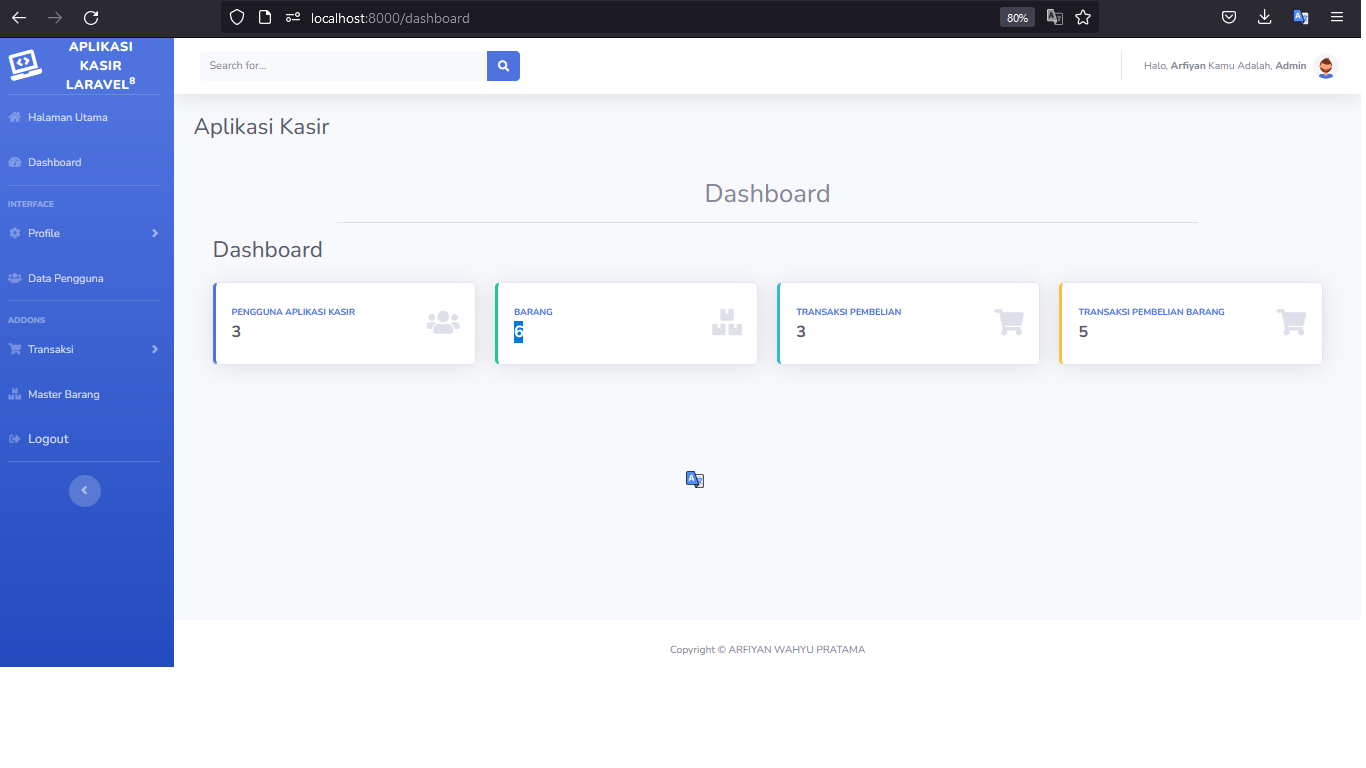 localhost:8000/dashboard
80%
APLIKASI
KASIR
LARAVEL8
Search for...
Halo, Arfiyan Kamu Adalah, Admin
Halaman Utama
Dashboard
INTERFACE
Profile
Data Pengguna
ADDONS
Transaksi
Master Barang
Logout
Aplikasi Kasir
Dashboard
Dashboard
PENGGUNA APLIKASI KASIR
3
BARANG
6
TRANSAKSI PEMBELIAN
3
TRANSAKSI PEMBELIAN BARANG
5
Copyright © ARFIYAN WAHYU PRATAMA